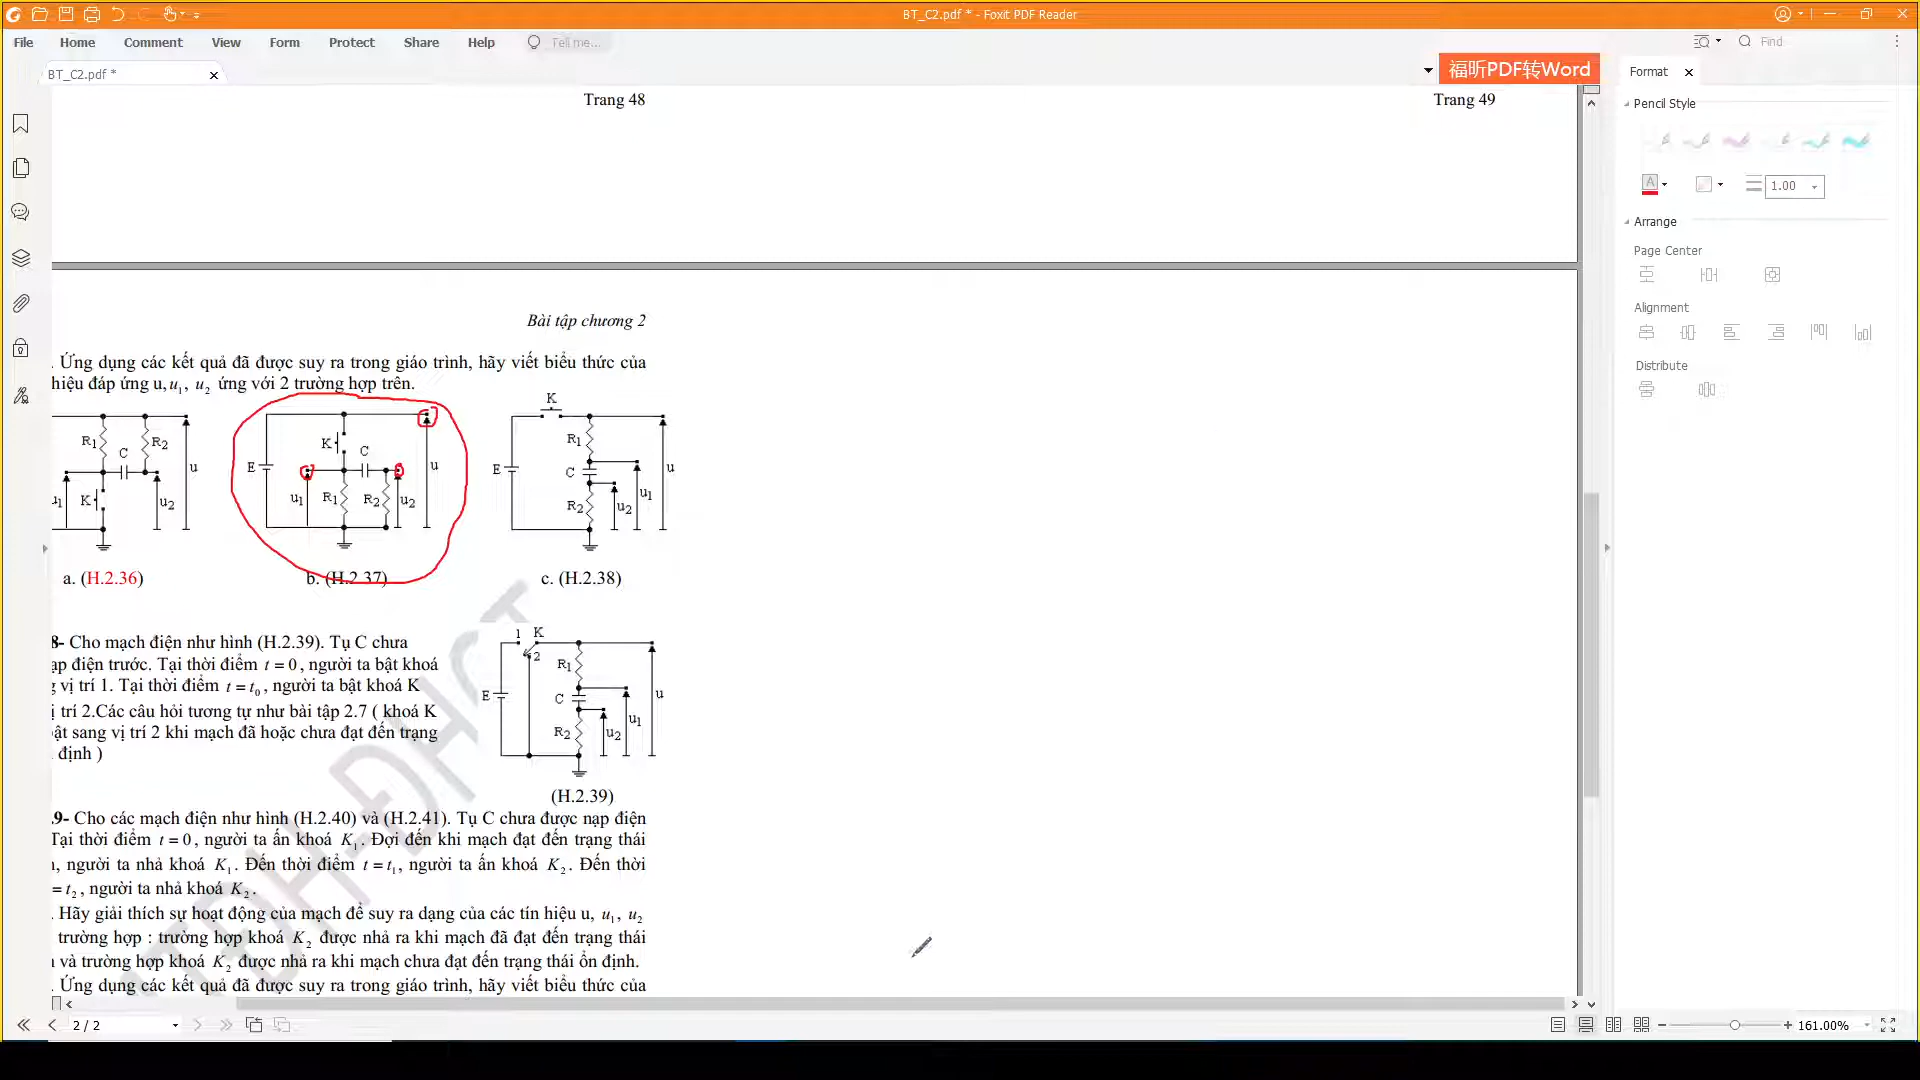 BT_C2.pdf * - Foxit PDF Reader
File Home Comment View Form Protect Share Help Tell me... Find
BT_C2.pdf *
福昕PDF转Word
Format
Pencil Style
1.00
Arrange
Page Center
Alignment
Distribute
Trang 48
Trang 49
Bài tập chương 2
. Ứng dụng các kết quả đã được suy ra trong giáo trình, hãy viết biểu thức của
hiệu đáp ứng u, u1, u2 ứng với 2 trường hợp trên.
R1 C R2 u u1 K u2
E K C u u1 R1 R2 u2
K E R1 C R2 u2 u1 u
a. (H.2.36)
b. (H.2.37)
c. (H.2.38)
8- Cho mạch điện như hình (H.2.39). Tụ C chưa
ạp điện trước. Tại thời điểm t = 0, người ta bật khoá
vị trí 1. Tại thời điểm t = t0, người ta bật khoá K
ị trí 2.Các câu hỏi tương tự như bài tập 2.7 ( khoá K
ật sang vị trí 2 khi mạch đã hoặc chưa đạt đến trạng
định )
1 K 2 E R1 C R2 u2 u1 u
(H.2.39)
.9- Cho các mạch điện như hình (H.2.40) và (H.2.41). Tụ C chưa được nạp điện
Tại thời điểm t = 0, người ta ấn khoá K1. Đợi đến khi mạch đạt đến trạng thái
, người ta nhả khoá K1. Đến thời điểm t = t1, người ta ấn khoá K2. Đến thời
= t2, người ta nhả khoá K2.
. Hãy giải thích sự hoạt động của mạch để suy ra dạng của các tín hiệu u, u1, u2
trường hợp : trường hợp khoá K2 được nhả ra khi mạch đã đạt đến trạng thái
và trường hợp khoá K2 được nhả ra khi mạch chưa đạt đến trạng thái ổn định.
. Ứng dụng các kết quả đã được suy ra trong giáo trình, hãy viết biểu thức của
2 / 2
161.00%